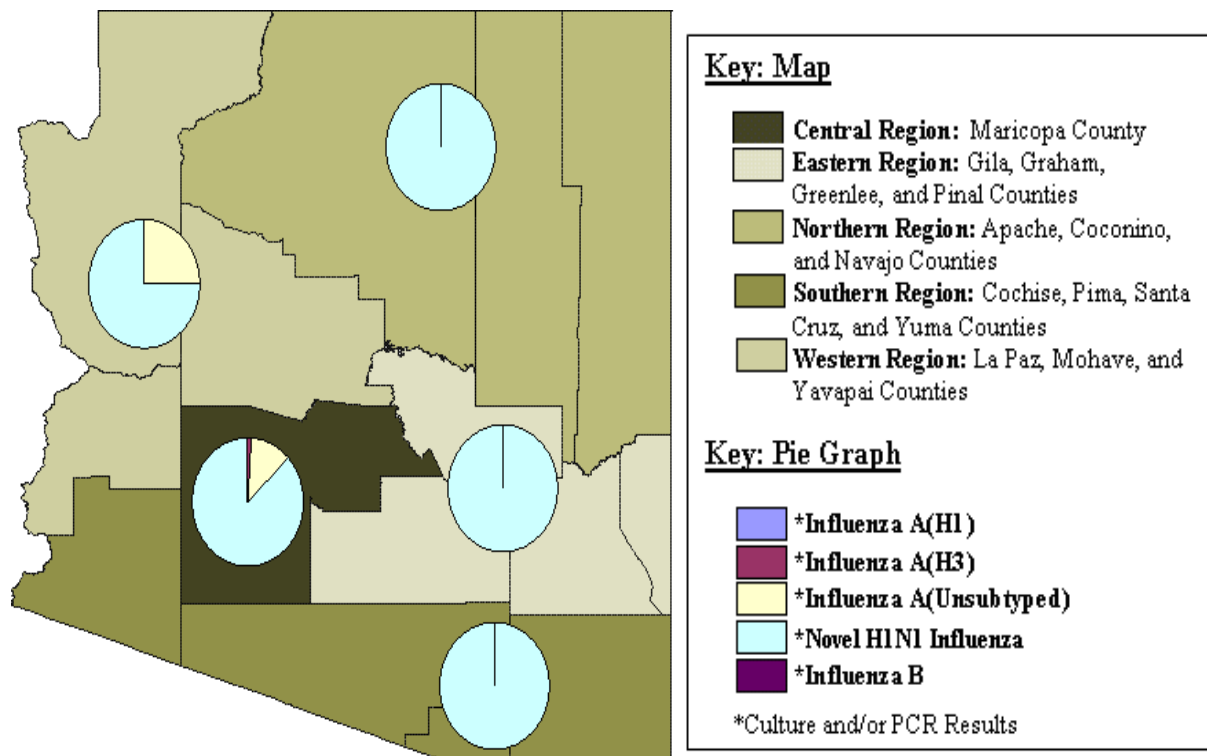 Key: Map
Central Region: Maricopa County
Eastern Region: Gila, Graham,
Greenlee, and Pinal Counties
Northern Region: Apache, Coconino,
and Navajo Counties
Southern Region: Cochise, Pima, Santa
Cruz, and Yuma Counties
Western Region: La Paz, Mohave, and
Yavapai Counties
Key: Pie Graph
*Influenza A(H1)
*Influenza A(H3)
*Influenza A(Unsubtyped)
*Novel H1N1 Influenza
*Influenza B
*Culture and/or PCR Results